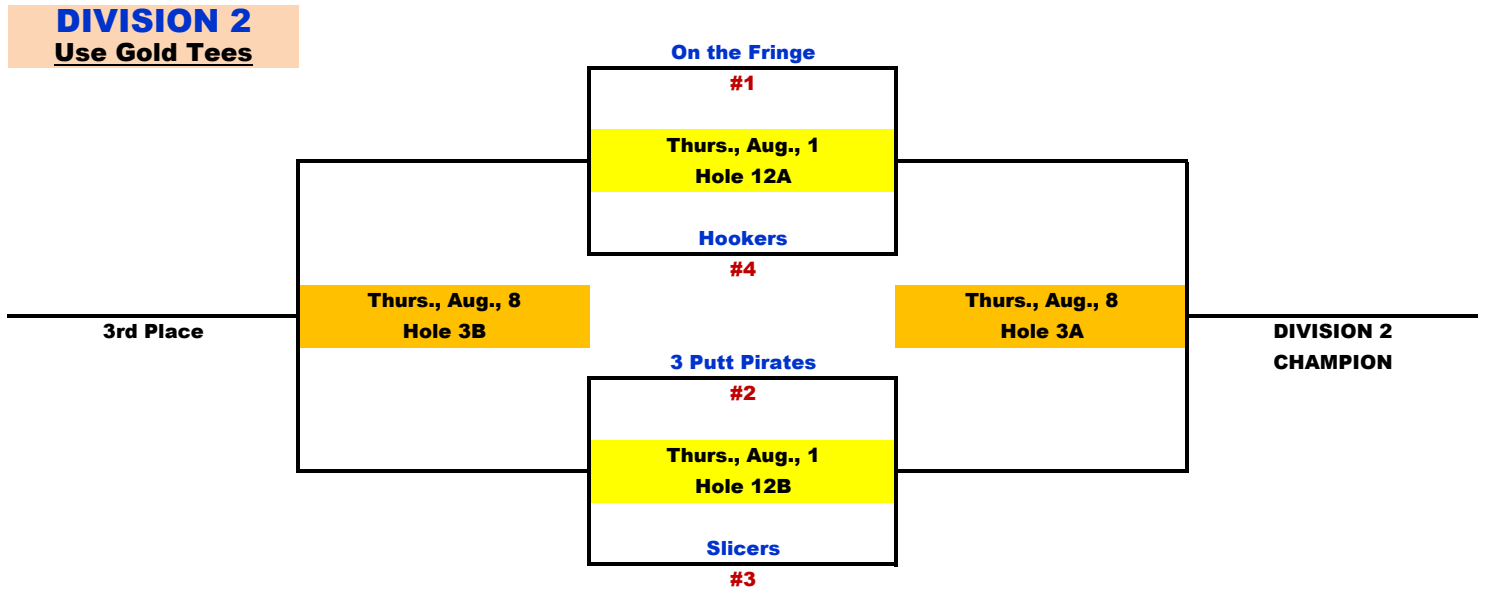 DIVISION 2
Use Gold Tees
On the Fringe
#1
Thurs., Aug., 1
Hole 12A
Hookers
#4
Thurs., Aug., 8
Hole 3B
3rd Place
Thurs., Aug., 8
Hole 3A
DIVISION 2
CHAMPION
3 Putt Pirates
#2
Thurs., Aug., 1
Hole 12B
Slicers
#3